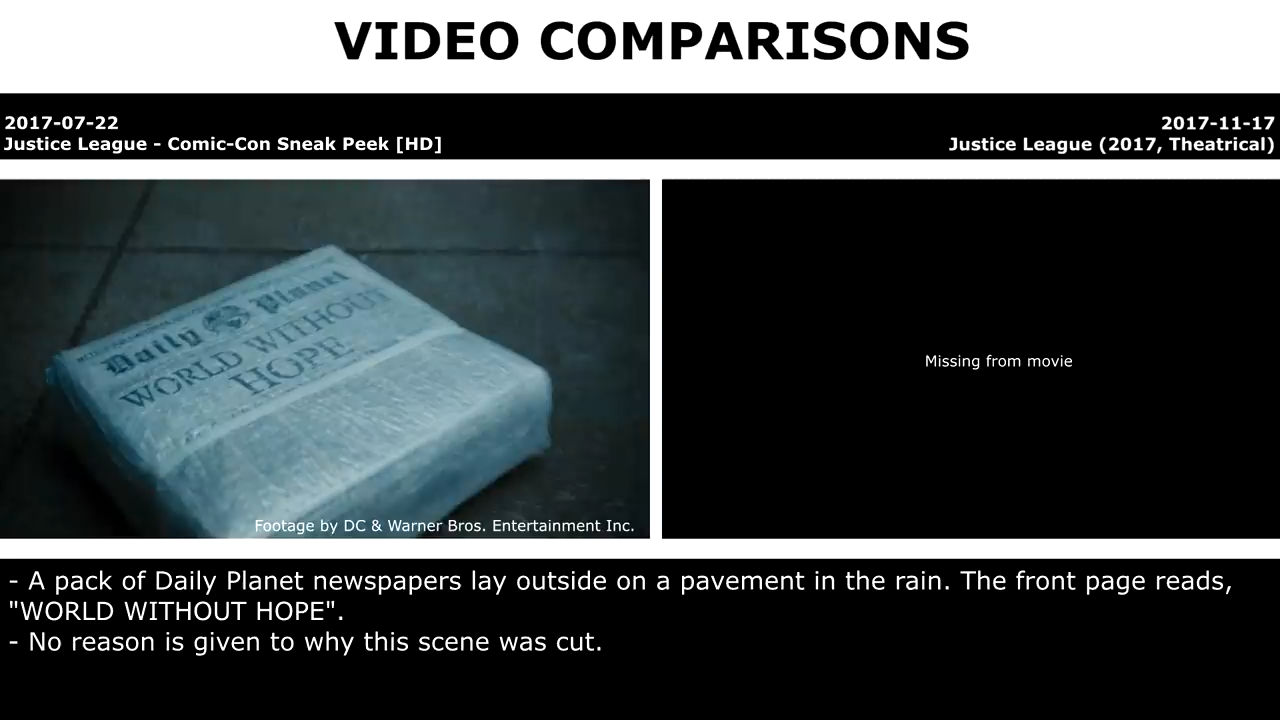 VIDEO COMPARISONS
2017-07-22
Justice League - Comic-Con Sneak Peek [HD]
2017-11-17
Justice League (2017, Theatrical)
Daily Planet
WORLD WITHOUT
HOPE
Footage by DC & Warner Bros. Entertainment Inc.
Missing from movie
- A pack of Daily Planet newspapers lay outside on a pavement in the rain. The front page reads,
"WORLD WITHOUT HOPE".
- No reason is given to why this scene was cut.